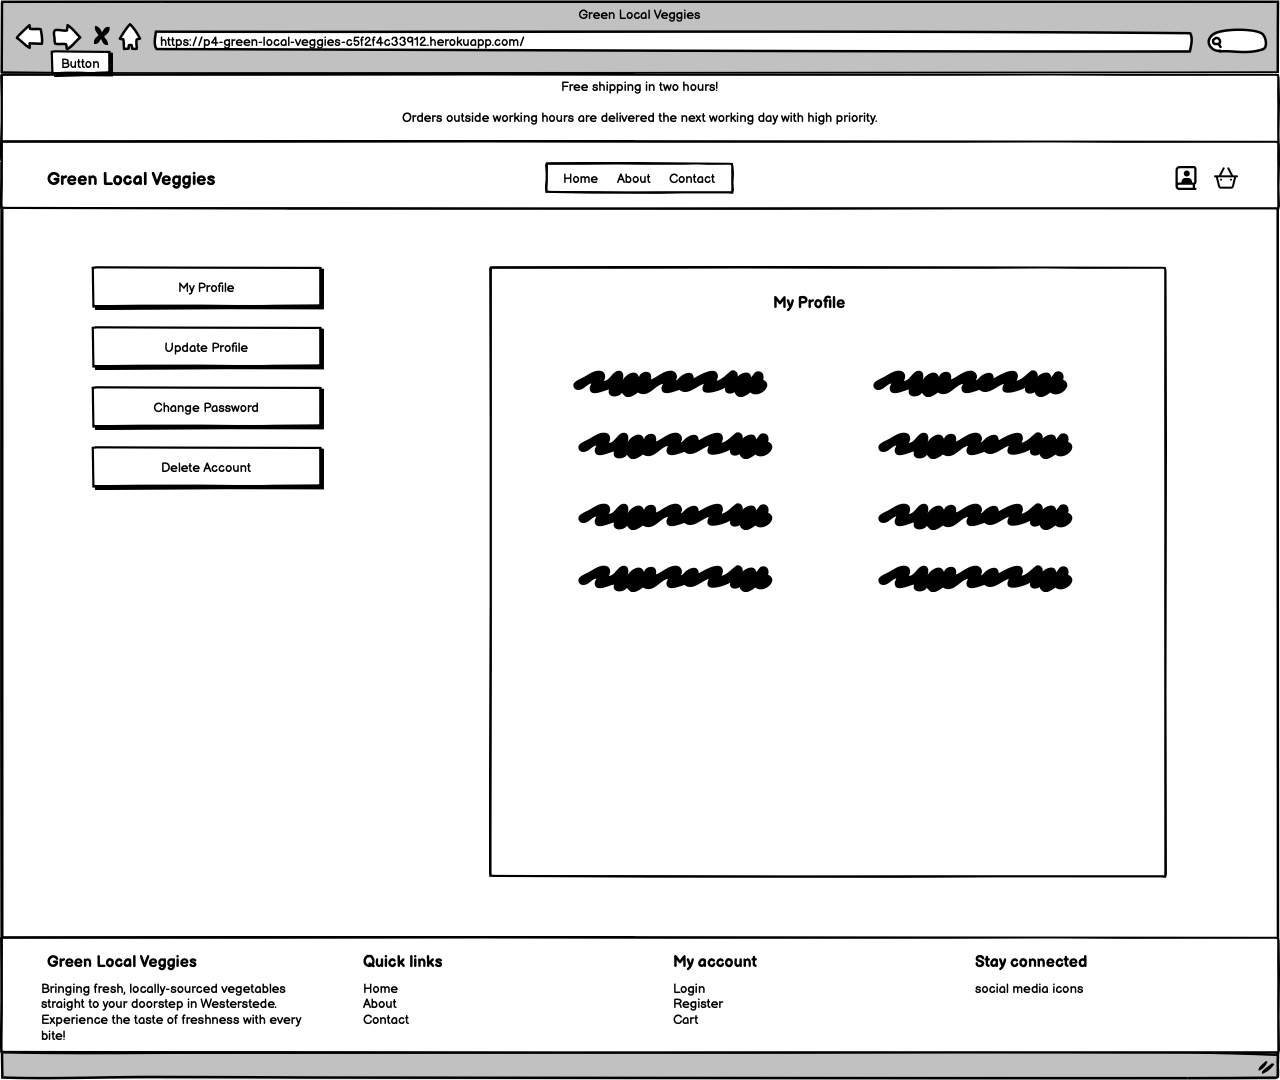 Green Local Veggies
https://p4-green-local-veggies-c5f2f4c33912.herokuapp.com/
Button
Free shipping in two hours!
Orders outside working hours are delivered the next working day with high priority.
Green Local Veggies
Home About Contact
My Profile
Update Profile
Change Password
Delete Account
My Profile
Green Local Veggies
Bringing fresh, locally-sourced vegetables
straight to your doorstep in Westerstede.
Experience the taste of freshness with every
bite!
Quick links
Home
About
Contact
My account
Login
Register
Cart
Stay connected
social media icons